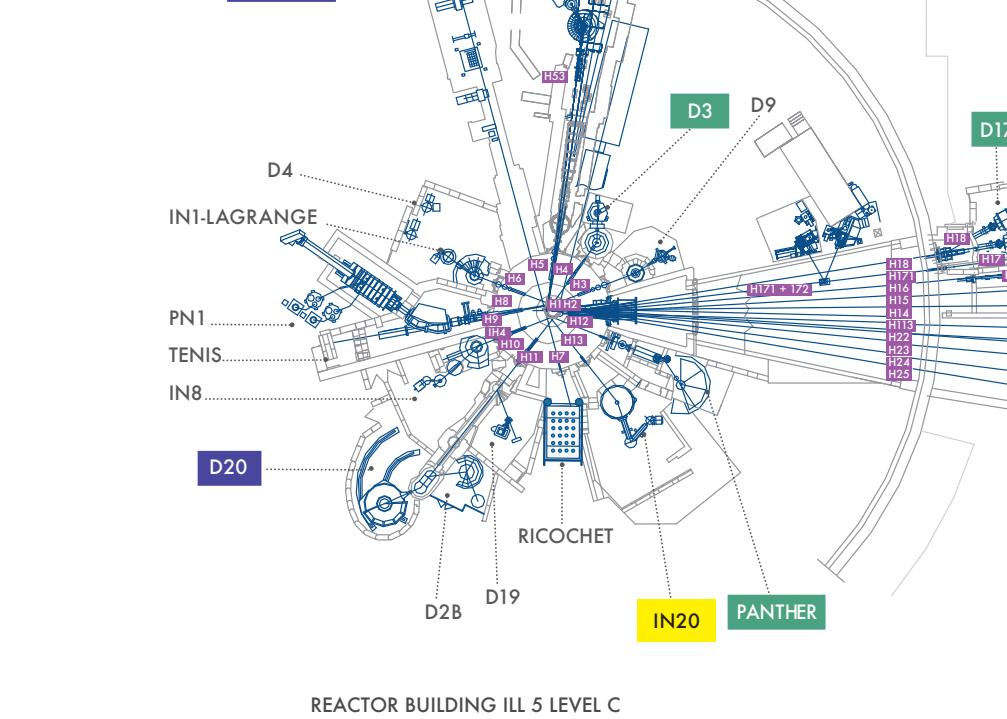 H53
D3
D9
D17
D4
IN1-LAGRANGE
H18
H17
H5
H4
H6
H3
H18
H171
H171 + 172
H16
H8
H1
H2
H15
H14
PN1
H9
H12
H113
IH4
H22
H10
H13
H23
TENIS
H11
H7
H24
H25
IN8
D20
RICOCHET
D19
D2B
IN20
PANTHER
REACTOR BUILDING ILL 5 LEVEL C